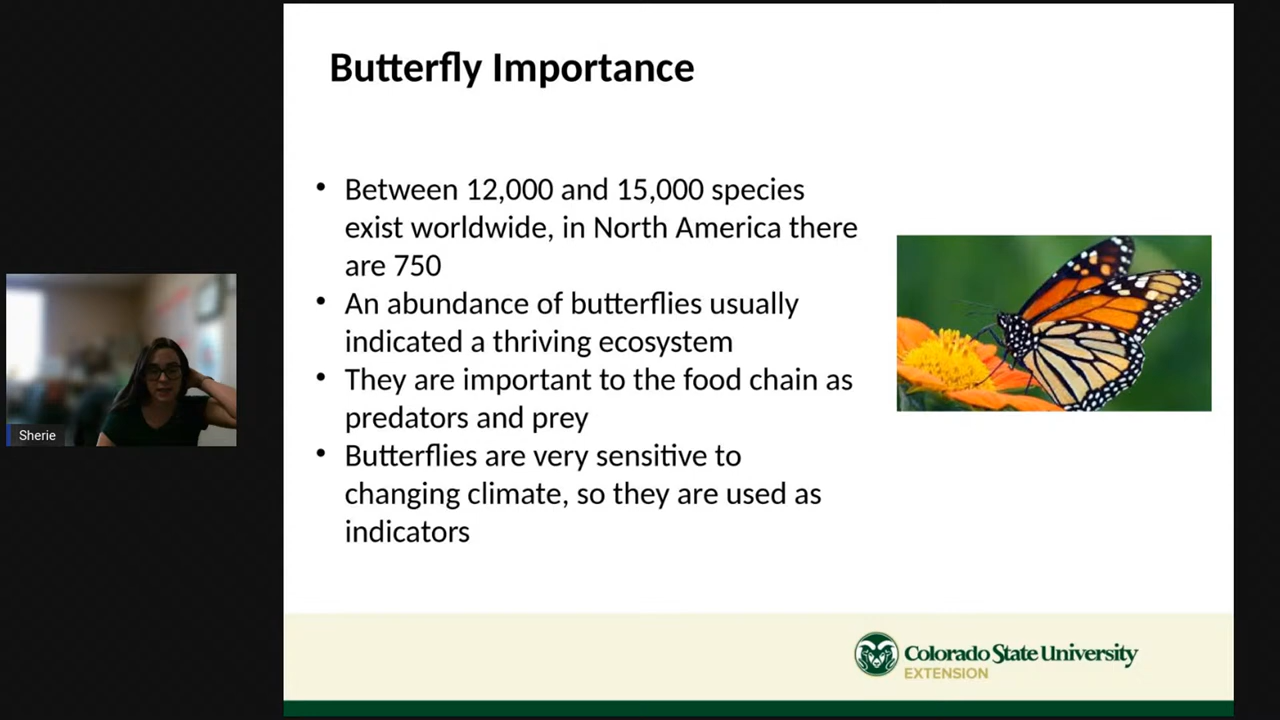 Butterfly Importance
• Between 12,000 and 15,000 species
exist worldwide, in North America there
are 750
• An abundance of butterflies usually
indicated a thriving ecosystem
• They are important to the food chain as
predators and prey
• Butterflies are very sensitive to
changing climate, so they are used as
indicators
Sherie
Colorado State University
EXTENSION